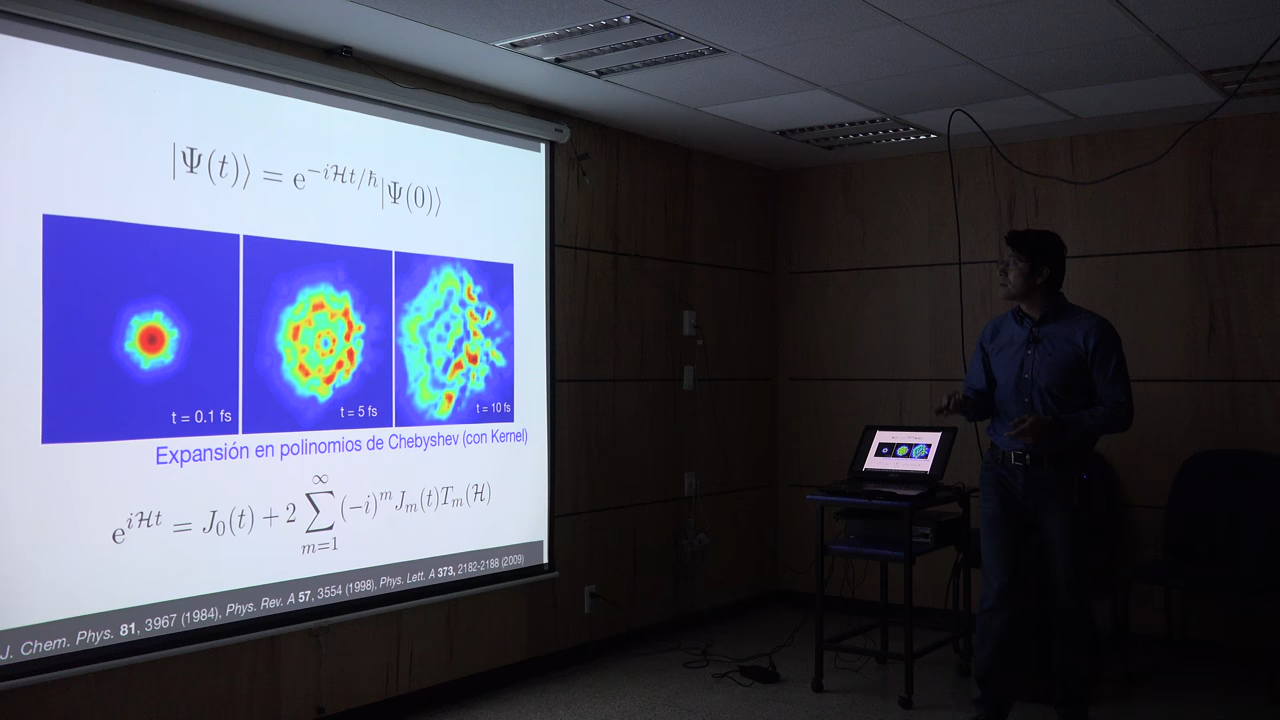 |Ψ(t)⟩ = e^{-iℋt/ħ}|Ψ(0)⟩
t = 0.1 fs
t = 5 fs
t = 10 fs
Expansión en polinomios de Chebyshev (con Kernel)
e^{iℋt} = J_0(t) + 2 ∑_{m=1}^{∞} (-i)^m J_m(t)T_m(ℋ)
J. Chem. Phys. 81, 3967 (1984), Phys. Rev. A 57, 3554 (1998), Phys. Lett. A 373, 2182-2188 (2009)